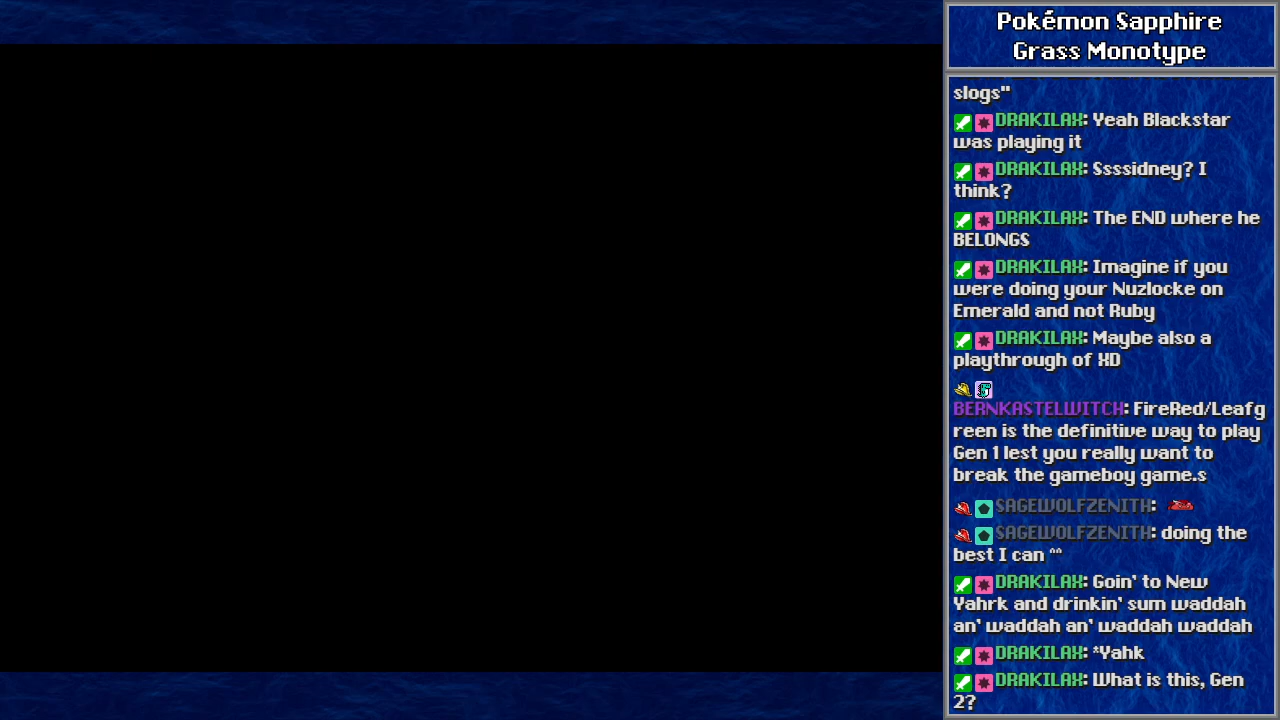 Pokémon Sapphire
Grass Monotype
slogs"
DRAKILAX: Yeah Blackstar
was playing it
DRAKILAX: Ssssidney? I
think?
DRAKILAX: The END where he
BELONGS
DRAKILAX: Imagine if you
were doing your Nuzlocke on
Emerald and not Ruby
DRAKILAX: Maybe also a
playthrough of XD
BERNKASTELWITCH: FireRed/Leafg
reen is the definitive way to play
Gen 1 lest you really want to
break the gameboy game.s
SAGEWOLFZENITH:
SAGEWOLFZENITH: doing the
best I can ^^
DRAKILAX: Goin' to New
Yahrk and drinkin' sum waddah
an' waddah an' waddah waddah
DRAKILAX: *Yahk
DRAKILAX: What is this, Gen
2?